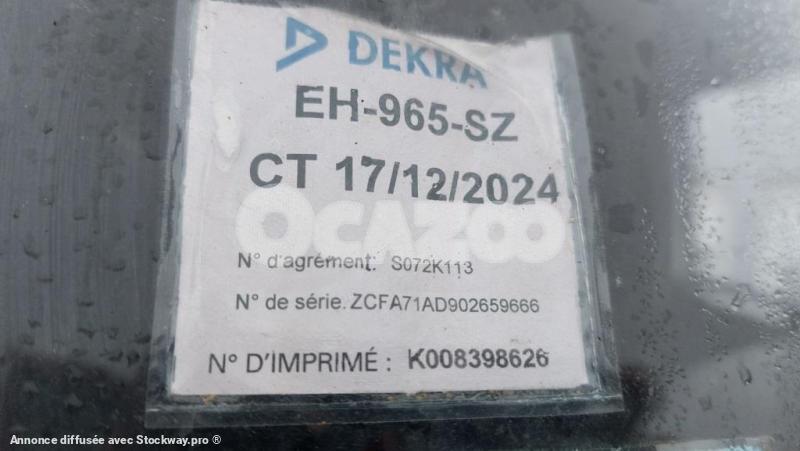 DEKRA
EH-965-SZ
CT 17/12/2024
OCAZOO
N° d'agrément: S072K113
N° de série. ZCFA71AD902659666
N° D'IMPRIMÉ : K008398626
Annonce diffusée avec Stockway.pro ®